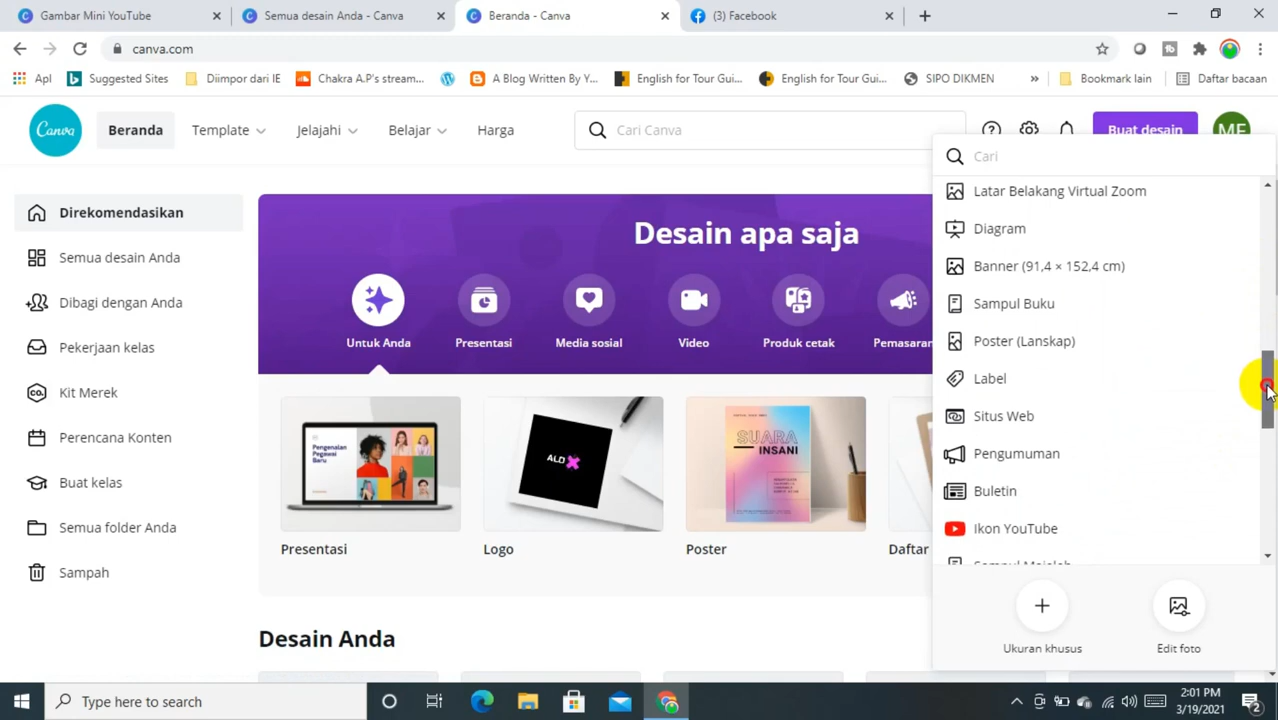 Gambar Mini YouTube
Semua desain Anda - Canva
Beranda - Canva
(3) Facebook
canva.com
Apl
Suggested Sites
Diimpor dari IE
Chakra A.P's stream...
A Blog Written By Y...
English for Tour Gui...
English for Tour Gui...
SIPO DIKMEN
Bookmark lain
Daftar bacaan
Canva
Beranda
Template
Jelajahi
Belajar
Harga
Cari Canva
Buat desain
ME
Direkomendasikan
Semua desain Anda
Dibagi dengan Anda
Pekerjaan kelas
Kit Merek
Perencana Konten
Buat kelas
Semua folder Anda
Sampah
Desain apa saja
Untuk Anda
Presentasi
Media sosial
Video
Produk cetak
Pemasaran
Pengenalan
Pegawai
Baru
ALD
SUARA
INSANI
Presentasi
Logo
Poster
Daftar
Desain Anda
Cari
Latar Belakang Virtual Zoom
Diagram
Banner (91,4 × 152,4 cm)
Sampul Buku
Poster (Lanskap)
Label
Situs Web
Pengumuman
Buletin
Ikon YouTube
Sampul Majalah
Ukuran khusus
Edit foto
Type here to search
2:01 PM
3/19/2021
2